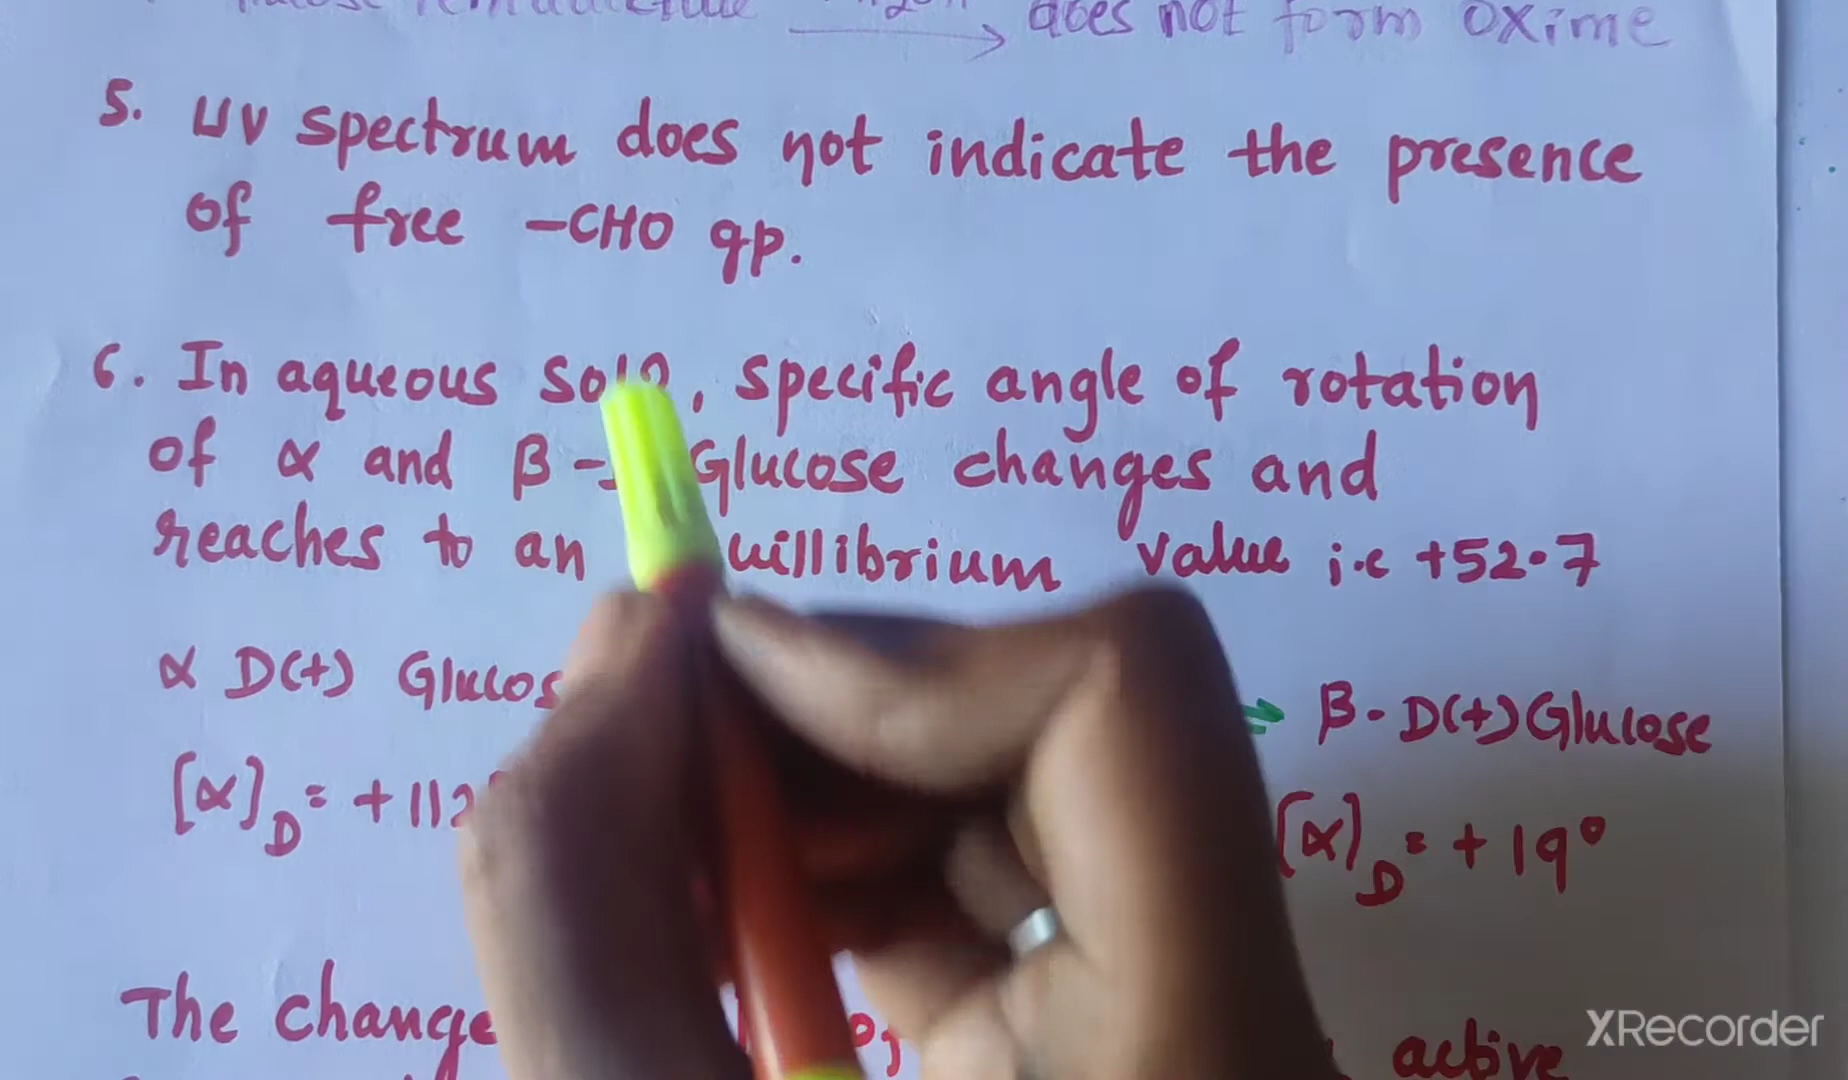 does not form oxime
5. UV spectrum does not indicate the presence
of free -CHO gp.
6. In aqueous soln, specific angle of rotation
of α and β - Glucose changes and
reaches to an uillibrium value i.e +52.7
α D(+) Glucos β- D(+) Glucose
[α]D = +112 [α]D = +19°
The change active
XRecorder